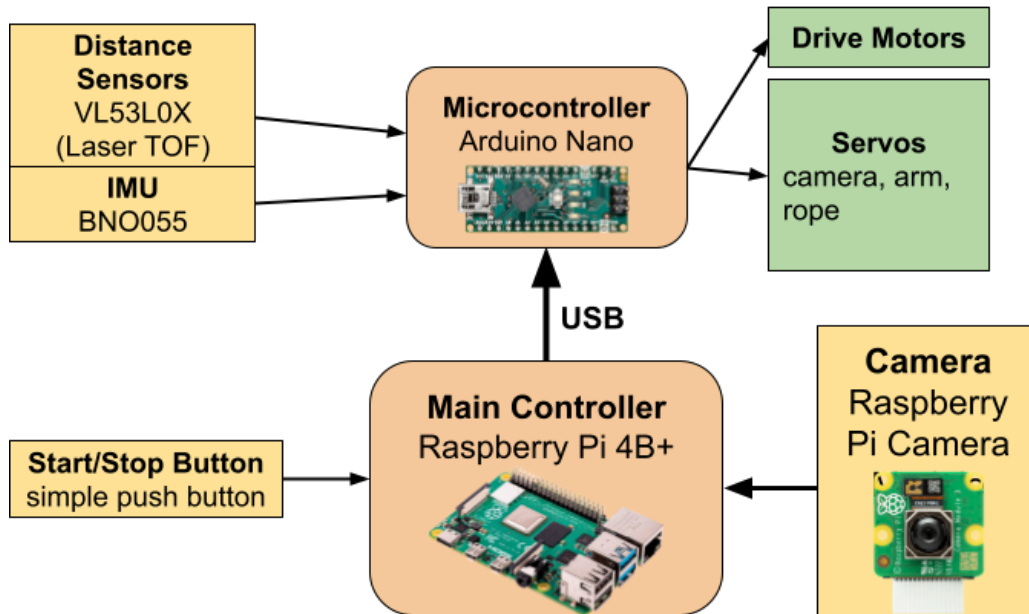 Distance
Sensors
VL53L0X
(Laser TOF)
IMU
BNO055
Microcontroller
Arduino Nano
Drive Motors
Servos
camera, arm,
rope
USB
Main Controller
Raspberry Pi 4B+
Start/Stop Button
simple push button
Camera
Raspberry
Pi Camera